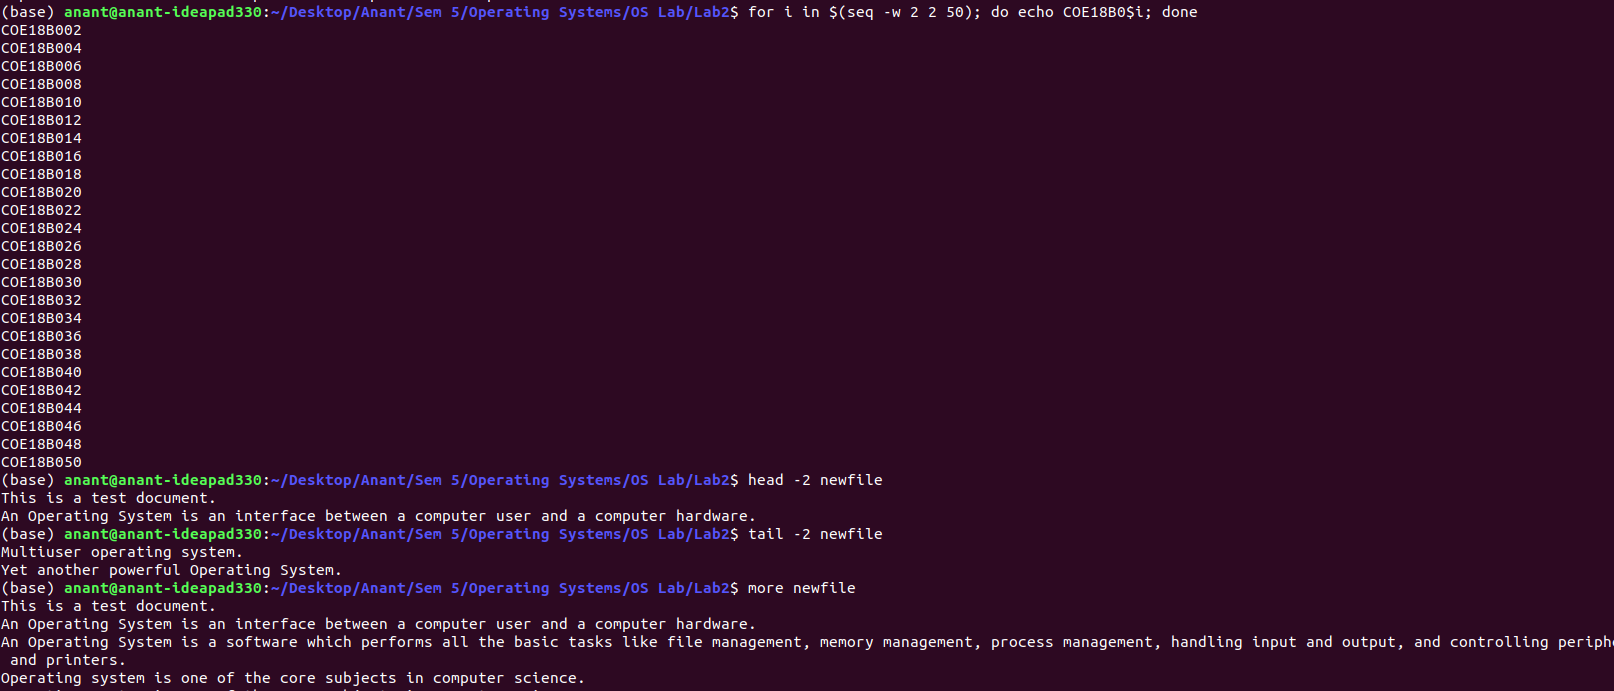 (base) anant@anant-ideapad330:~/Desktop/Anant/Sem 5/Operating Systems/OS Lab/Lab2$ for i in $(seq -w 2 2 50); do echo COE18B0$i; done
COE18B002
COE18B004
COE18B006
COE18B008
COE18B010
COE18B012
COE18B014
COE18B016
COE18B018
COE18B020
COE18B022
COE18B024
COE18B026
COE18B028
COE18B030
COE18B032
COE18B034
COE18B036
COE18B038
COE18B040
COE18B042
COE18B044
COE18B046
COE18B048
COE18B050
(base) anant@anant-ideapad330:~/Desktop/Anant/Sem 5/Operating Systems/OS Lab/Lab2$ head -2 newfile
This is a test document.
An Operating System is an interface between a computer user and a computer hardware.
(base) anant@anant-ideapad330:~/Desktop/Anant/Sem 5/Operating Systems/OS Lab/Lab2$ tail -2 newfile
Multiuser operating system.
Yet another powerful Operating System.
(base) anant@anant-ideapad330:~/Desktop/Anant/Sem 5/Operating Systems/OS Lab/Lab2$ more newfile
This is a test document.
An Operating System is an interface between a computer user and a computer hardware.
An Operating System is a software which performs all the basic tasks like file management, memory management, process management, handling input and output, and controlling periph
and printers.
Operating system is one of the core subjects in computer science.